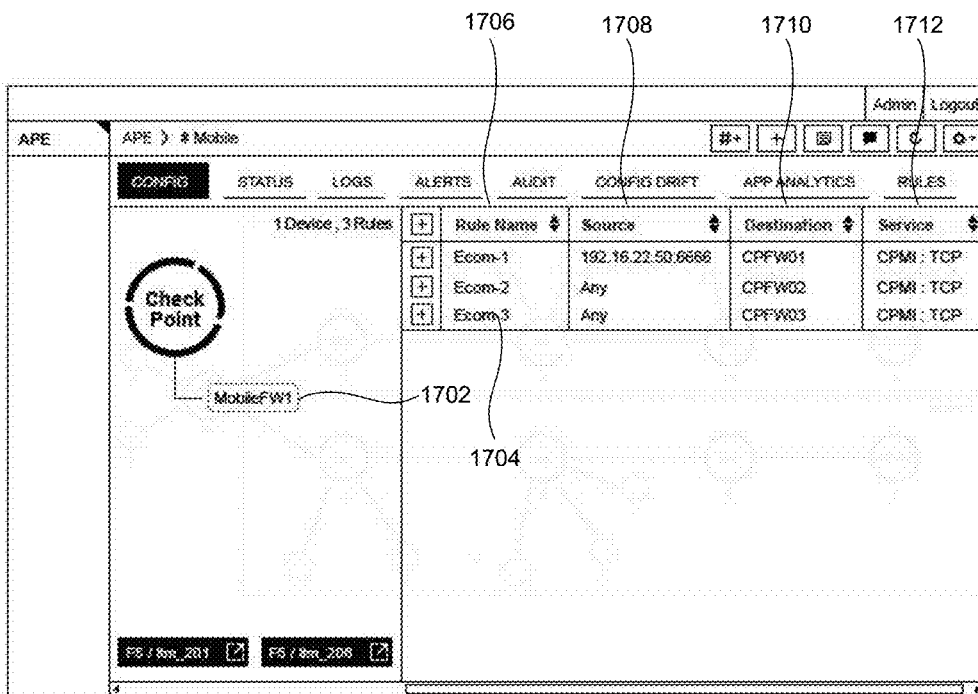 1706 1708 1710 1712
Admin Logout
APE APE > # Mobile
CONFIG STATUS LOGS ALERTS AUDIT CONFIG DRIFT APP ANALYTICS RULES
1 Device, 3 Rules Rule Name Source Destination Service
Ecom-1 192.16.22.50.6666 CPFW01 CPMI : TCP
Ecom-2 Any CPFW02 CPMI : TCP
Ecom-3 Any CPFW03 CPMI : TCP
Check
Point
MobileFW1 1702
1704